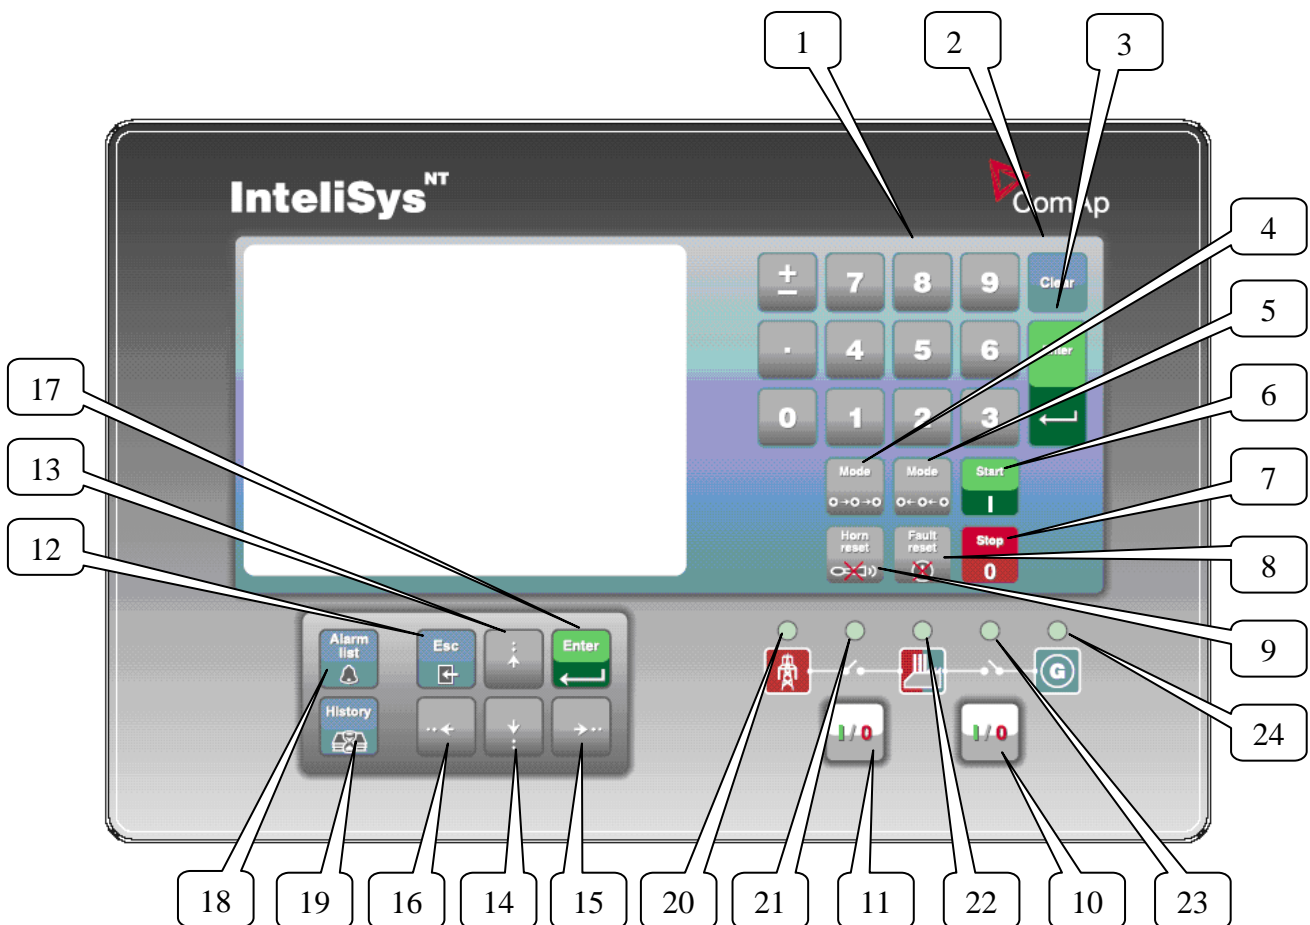 1 2 3
InteliSys NT
ComAp
4
± 7 8 9 Clear
5
. 4 5 6 Enter
17
6
0 1 2 3
13
Mode Mode Start
I
7
12
Horn reset Fault reset Stop
0
8
Alarm list Esc Enter
9
G
History
I/0 I/0
24
18 19 16 14 15 20 21 11 22 10 23